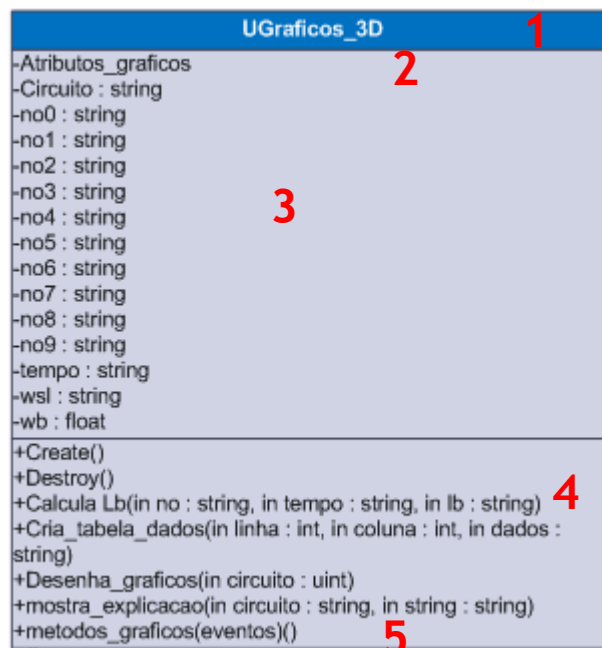 UGraficos_3D 1
-Atributos_graficos 2
-Circuito : string
-no0 : string
-no1 : string
-no2 : string
-no3 : string 3
-no4 : string
-no5 : string
-no6 : string
-no7 : string
-no8 : string
-no9 : string
-tempo : string
-wsl : string
-wb : float
+Create()
+Destroy()
+Calcula Lb(in no : string, in tempo : string, in lb : string) 4
+Cria_tabela_dados(in linha : int, in coluna : int, in dados :
string)
+Desenha_graficos(in circuito : uint)
+mostra_explicacao(in circuito : string, in string : string)
+metodos_graficos(eventos)() 5